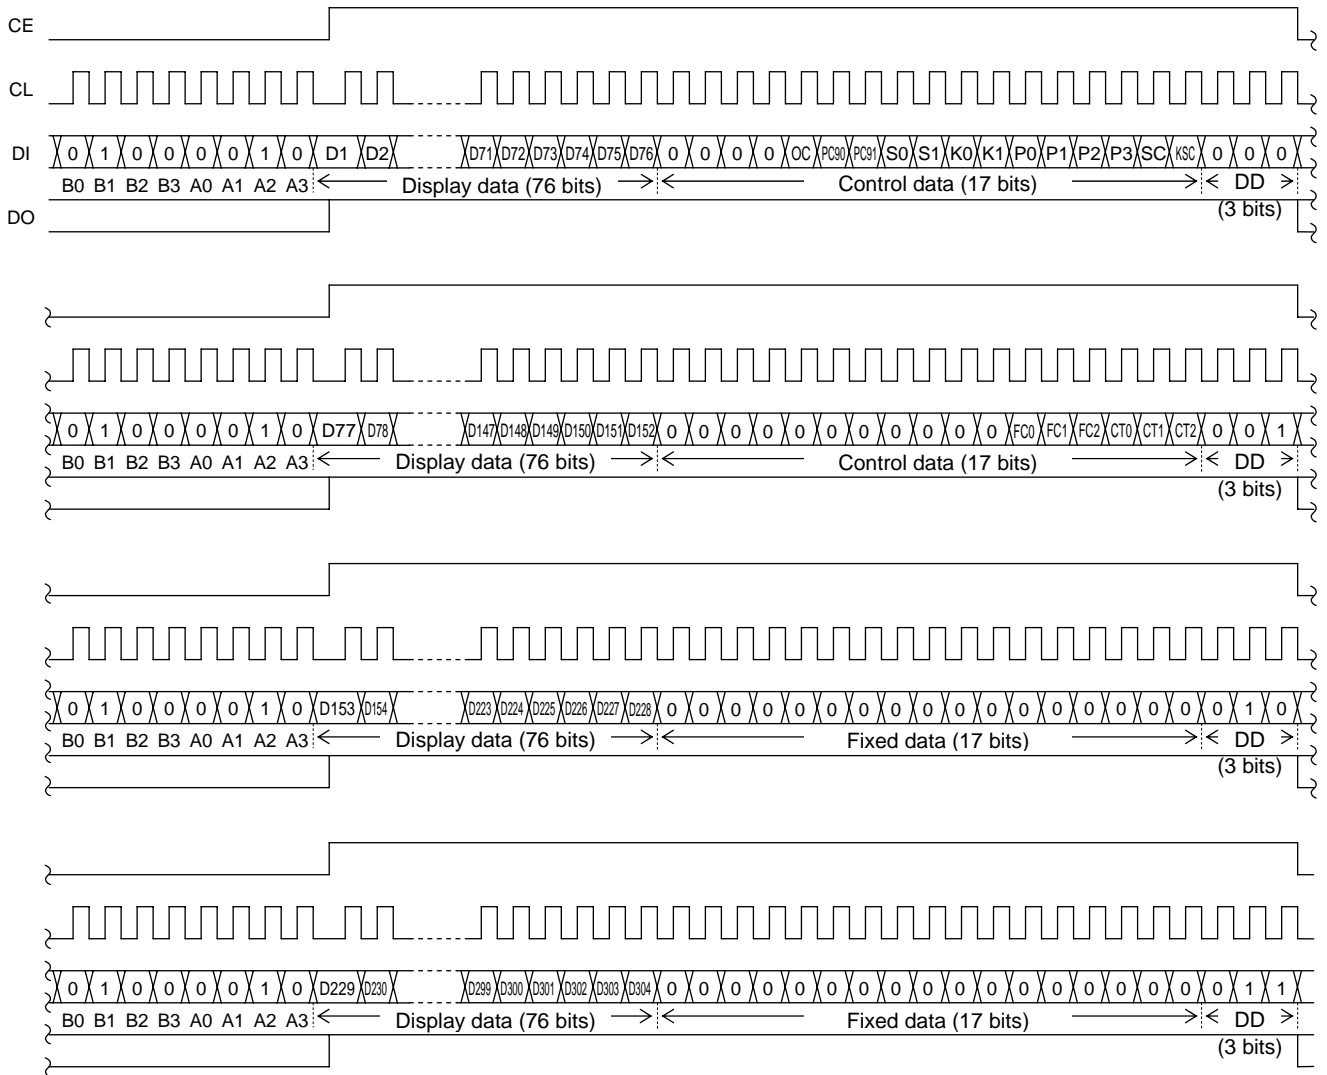 CE
CL
DI 0 1 0 0 0 0 1 0 D1 D2 D71 D72 D73 D74 D75 D76 0 0 0 0 OC PC90 PC91 S0 S1 K0 K1 P0 P1 P2 P3 SC KSC 0 0 0
B0 B1 B2 B3 A0 A1 A2 A3 Display data (76 bits) Control data (17 bits) DD
(3 bits)
DO
0 1 0 0 0 0 1 0 D77 D78 D147 D148 D149 D150 D151 D152 0 0 0 0 0 0 0 0 0 0 0 FC0 FC1 FC2 CT0 CT1 CT2 0 0 1
B0 B1 B2 B3 A0 A1 A2 A3 Display data (76 bits) Control data (17 bits) DD
(3 bits)
0 1 0 0 0 0 1 0 D153 D154 D223 D224 D225 D226 D227 D228 0 0 0 0 0 0 0 0 0 0 0 0 0 0 0 0 0 0 1 0
B0 B1 B2 B3 A0 A1 A2 A3 Display data (76 bits) Fixed data (17 bits) DD
(3 bits)
0 1 0 0 0 0 1 0 D229 D230 D299 D300 D301 D302 D303 D304 0 0 0 0 0 0 0 0 0 0 0 0 0 0 0 0 0 0 1 1
B0 B1 B2 B3 A0 A1 A2 A3 Display data (76 bits) Fixed data (17 bits) DD
(3 bits)